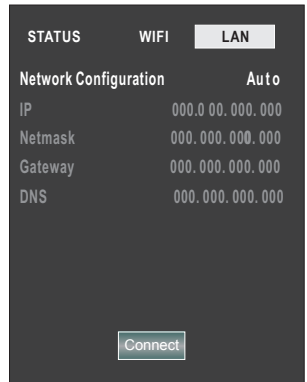 STATUS WIFI LAN
Network Configuration Auto
IP 000.0 00. 000. 000
Netmask 000. 000. 000. 000
Gateway 000. 000. 000. 000
DNS 000. 000. 000. 000
Connect